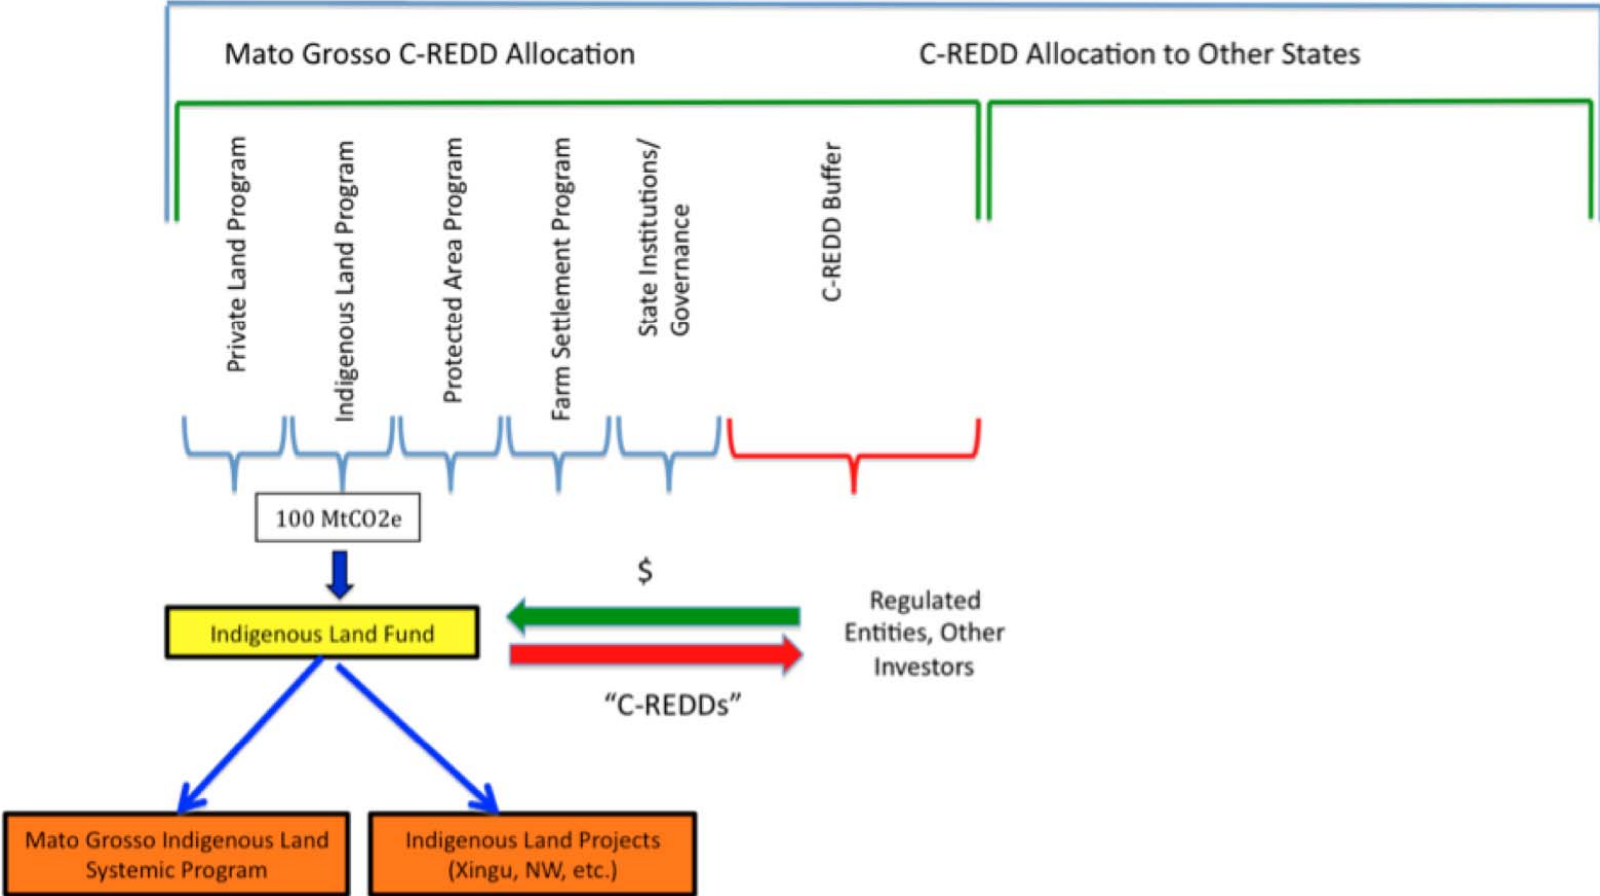 Mato Grosso C-REDD Allocation
C-REDD Allocation to Other States
Private Land Program
Indigenous Land Program
Protected Area Program
Farm Settlement Program
State Institutions/
Governance
C-REDD Buffer
100 MtCO2e
$
Indigenous Land Fund
Regulated
Entities, Other
Investors
“C-REDDs”
Mato Grosso Indigenous Land
Systemic Program
Indigenous Land Projects
(Xingu, NW, etc.)